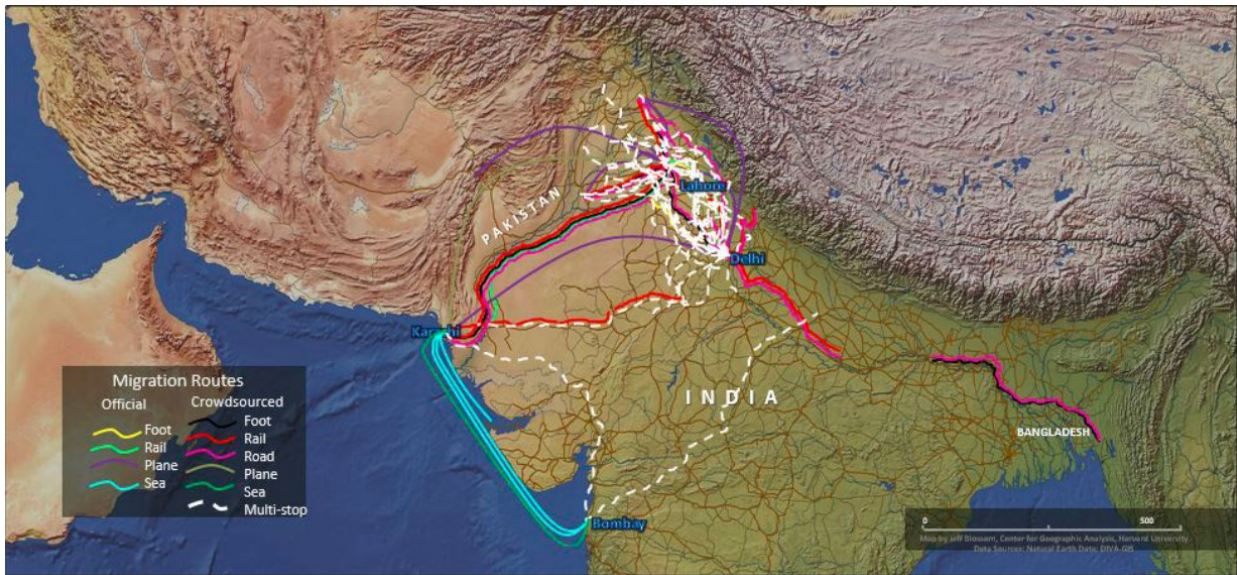 PAKISTAN
Lahore
Delhi
Karachi
INDIA
BANGLADESH
Bombay
Migration Routes
Official
Foot
Rail
Plane
Sea
Crowdsourced
Foot
Rail
Road
Plane
Sea
Multi-stop
0 500
Map by Jeff Blossom, Center for Geographic Analysis, Harvard University
Data Sources: Natural Earth Data; DIVA-GIS